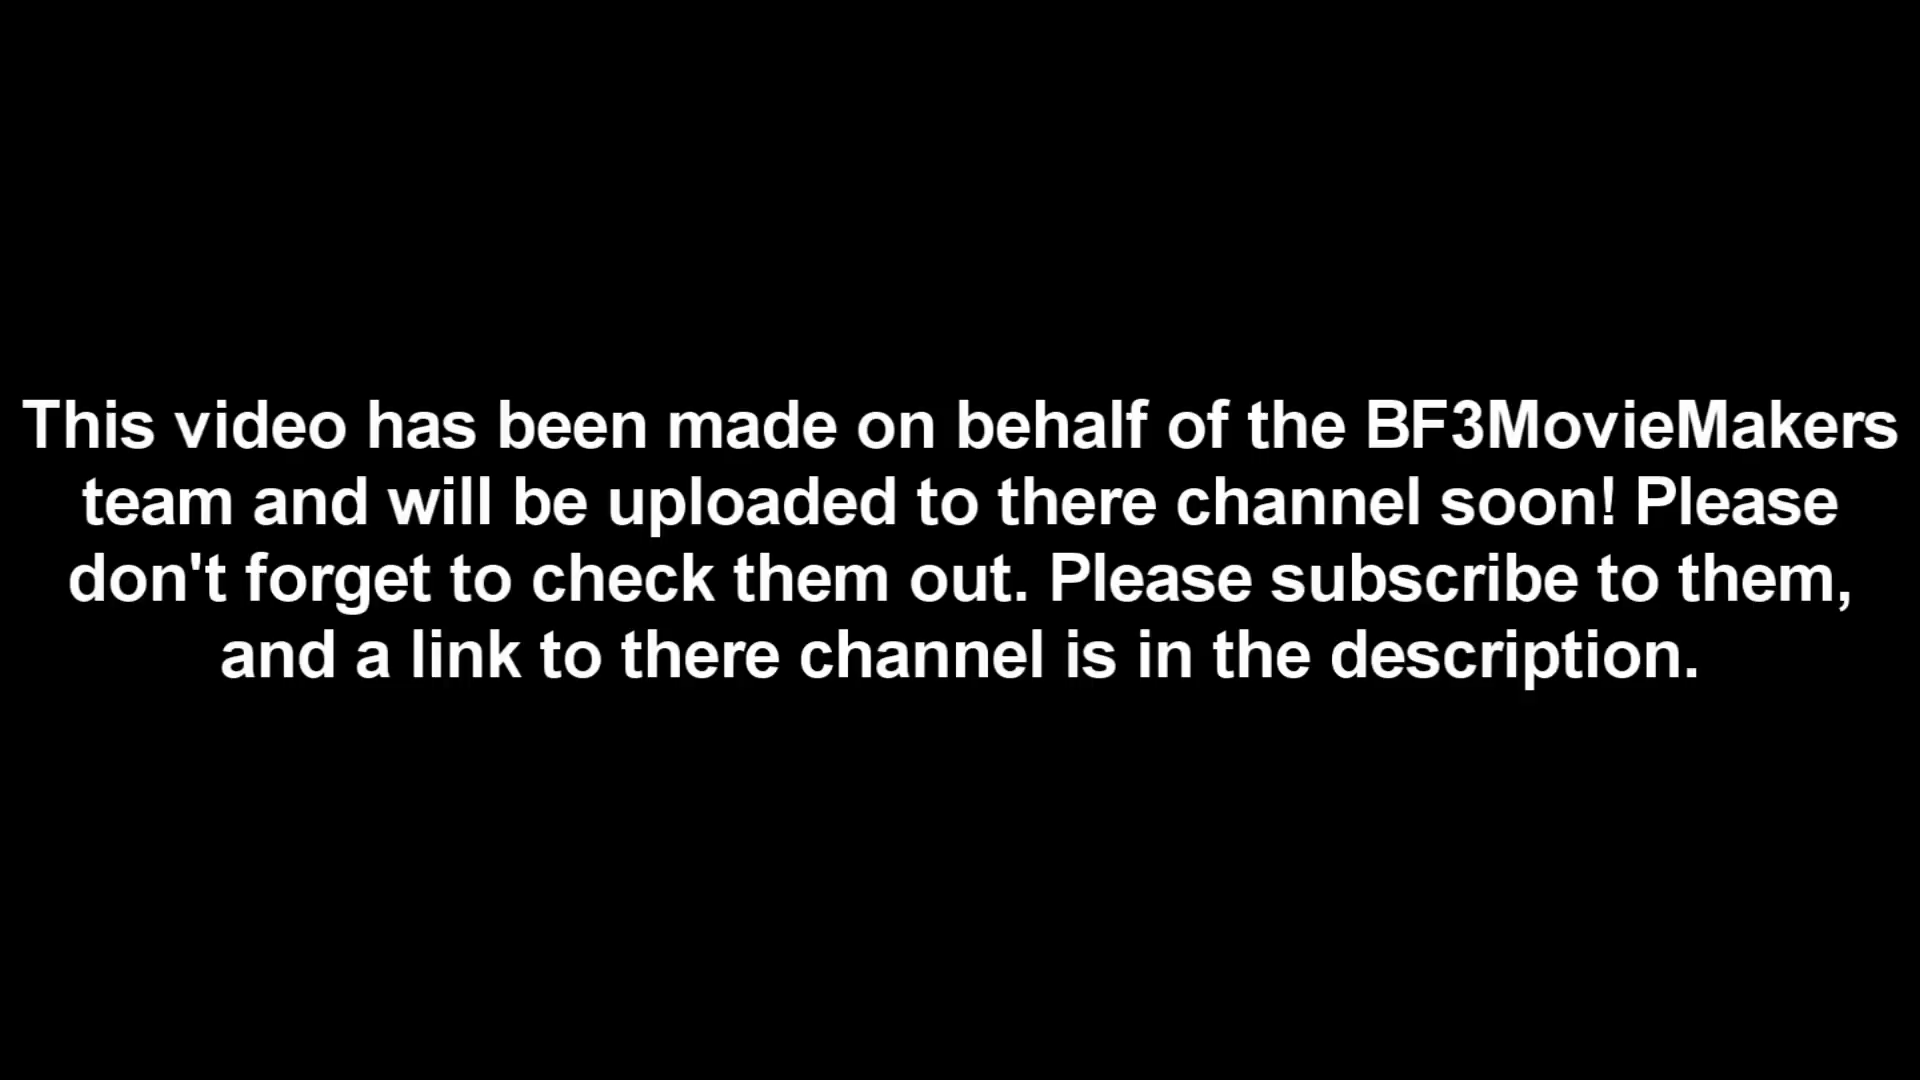 This video has been made on behalf of the BF3MovieMakers
team and will be uploaded to there channel soon! Please
don't forget to check them out. Please subscribe to them,
and a link to there channel is in the description.